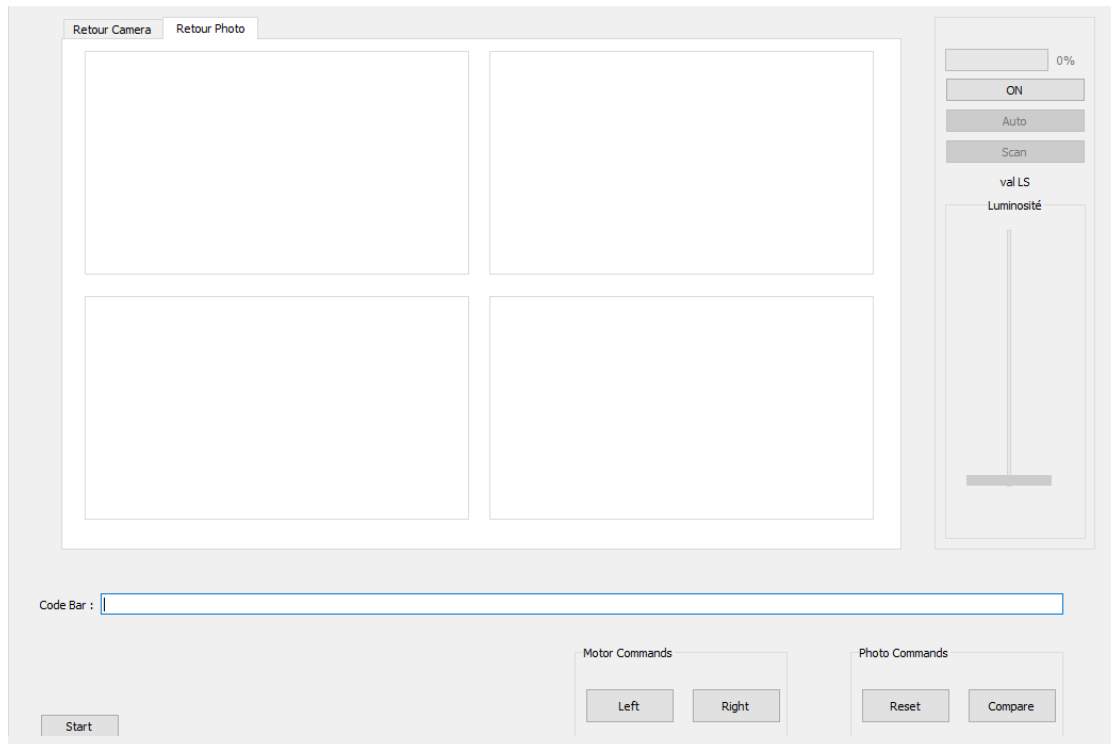 Retour Camera
Retour Photo
0%
ON
Auto
Scan
val LS
Luminosité
Code Bar :
Motor Commands
Photo Commands
Left
Right
Reset
Compare
Start